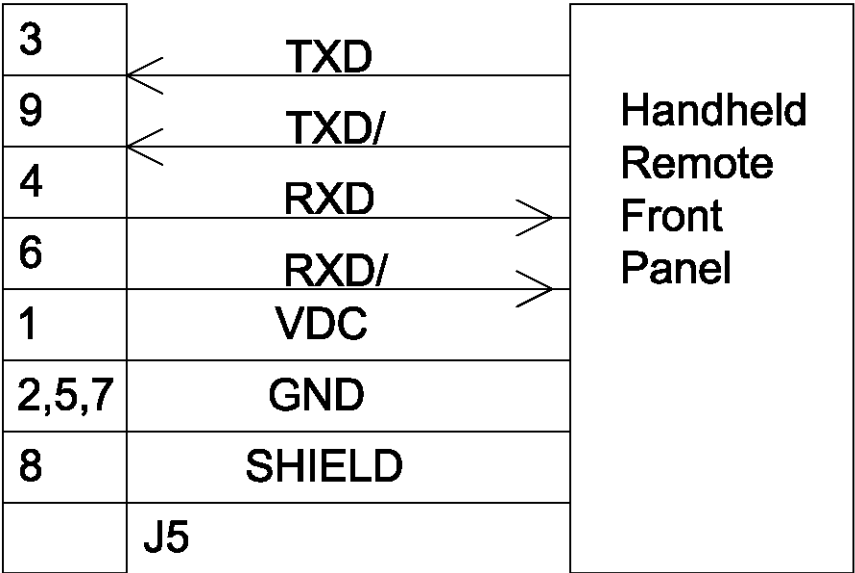 3 TXD
9 TXD/
4 RXD
6 RXD/
1 VDC
2,5,7 GND
8 SHIELD
J5
Handheld
Remote
Front
Panel